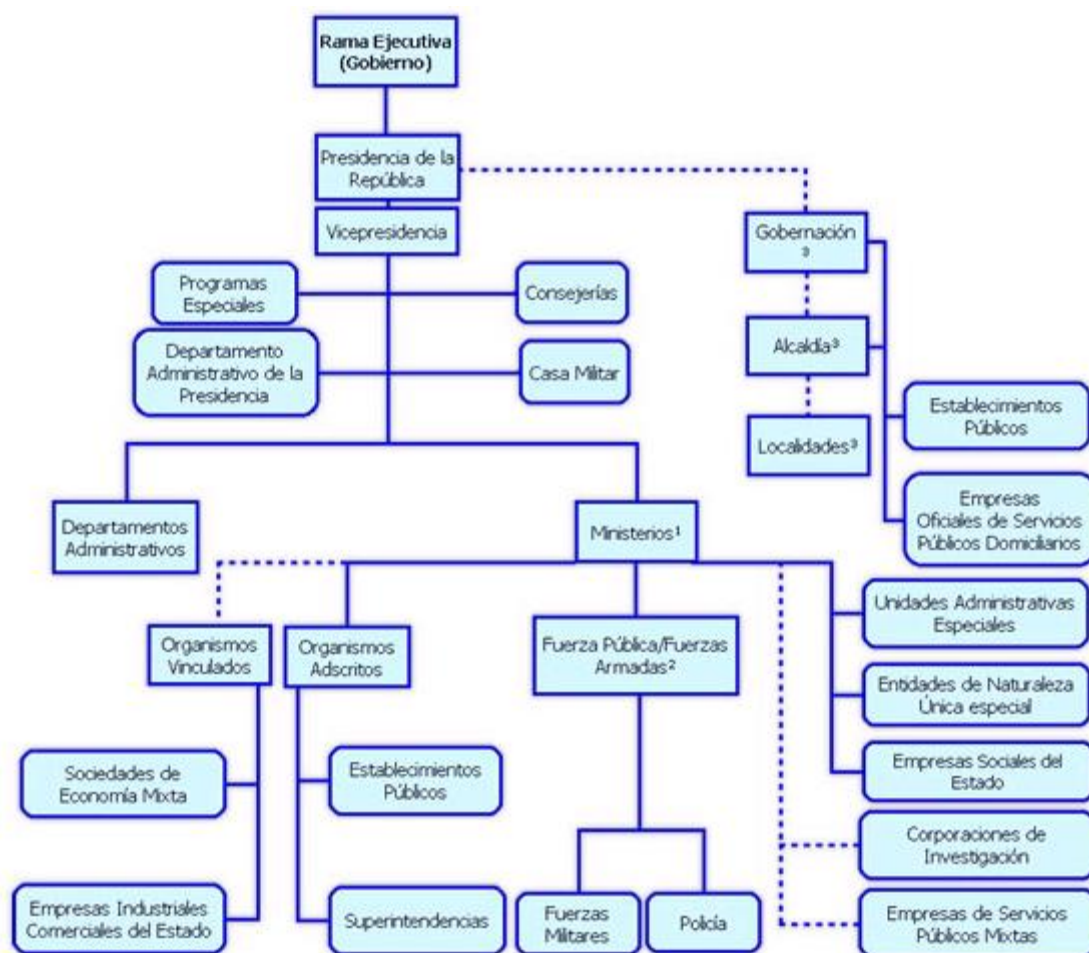 Rama Ejecutiva
(Gobierno)
Presidencia de la
República
Vicepresidencia
Gobernación
³
Programas
Especiales
Consejerías
Departamento
Administrativo de la
Presidencia
Casa Militar
Alcaldía³
Establecimientos
Públicos
Localidades³
Empresas
Oficiales de Servicios
Públicos Domiciliarios
Departamentos
Administrativos
Ministerios¹
Unidades Administrativas
Especiales
Organismos
Vinculados
Organismos
Adscritos
Fuerza Pública/Fuerzas
Armadas²
Entidades de Naturaleza
Única especial
Sociedades de
Economía Mixta
Establecimientos
Públicos
Empresas Sociales del
Estado
Corporaciones de
Investigación
Empresas Industriales
Comerciales del Estado
Superintendencias
Fuerzas
Militares
Policía
Empresas de Servicios
Públicos Mixtas